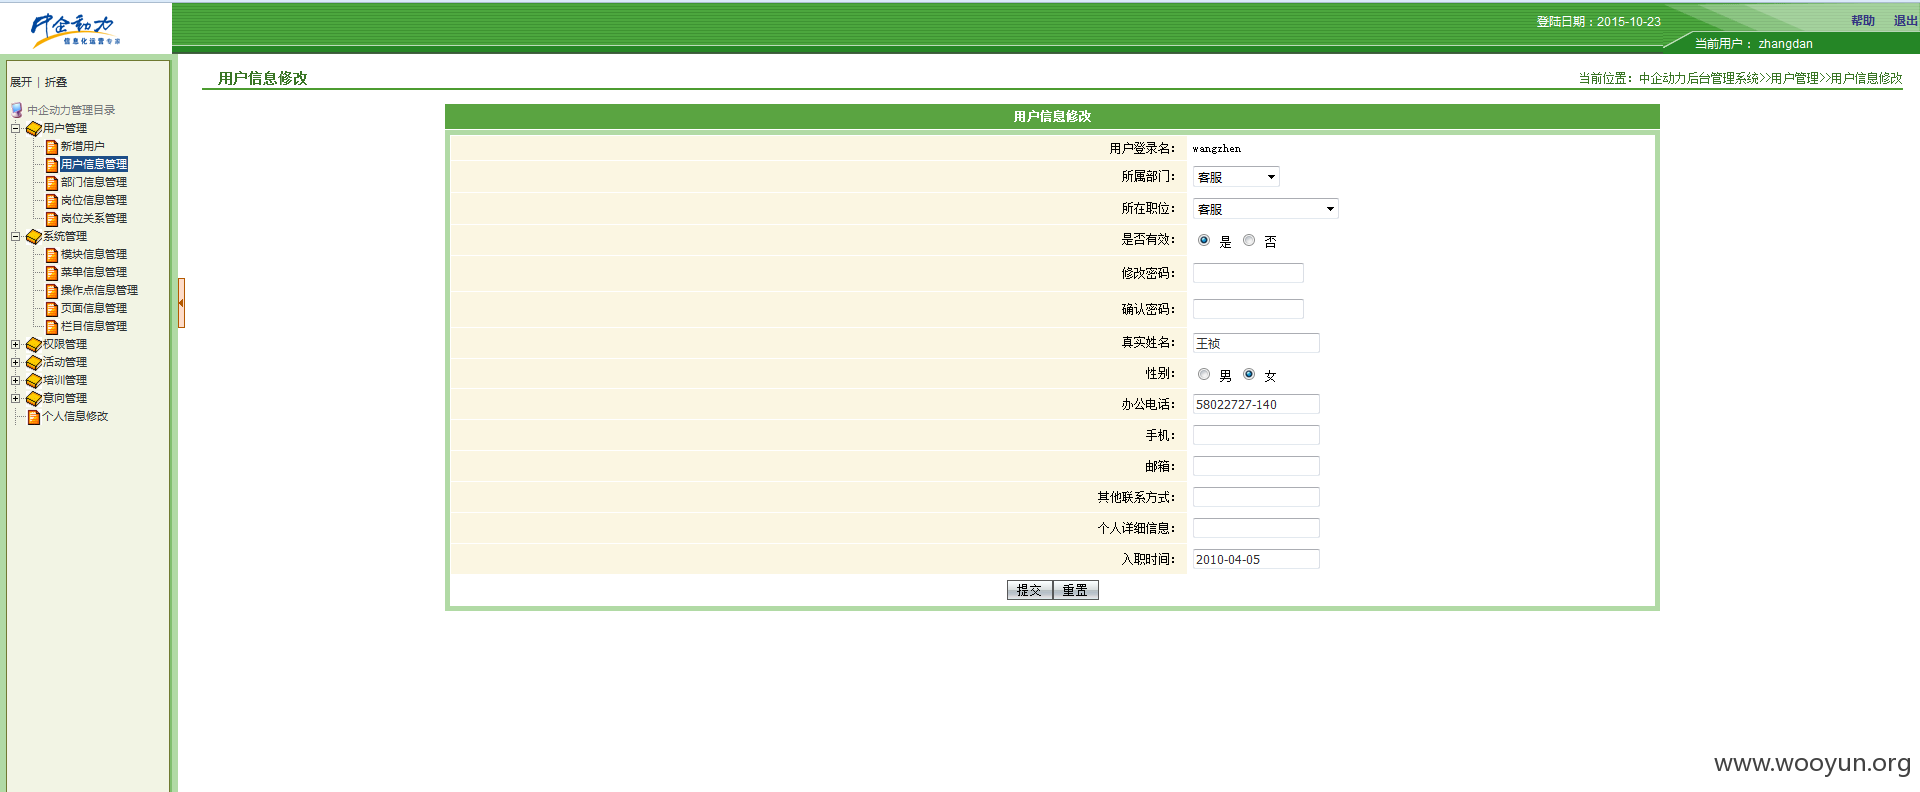 中企动力
信息化运营专家
登陆日期：2015-10-23
帮助 退出
当前用户： zhangdan
展开 | 折叠
中企动力管理目录
用户管理
新增用户
用户信息管理
部门信息管理
岗位信息管理
岗位关系管理
系统管理
模块信息管理
菜单信息管理
操作点信息管理
页面信息管理
栏目信息管理
权限管理
活动管理
培训管理
意向管理
个人信息修改
用户信息修改
当前位置：中企动力后台管理系统>>用户管理>>用户信息修改
用户信息修改
用户登录名： wangzhen
所属部门： 客服
所在职位： 客服
是否有效： 是 否
修改密码：
确认密码：
真实姓名： 王祯
性别： 男 女
办公电话： 58022727-140
手机：
邮箱：
其他联系方式：
个人详细信息：
入职时间： 2010-04-05
提交 重置
www.wooyun.org